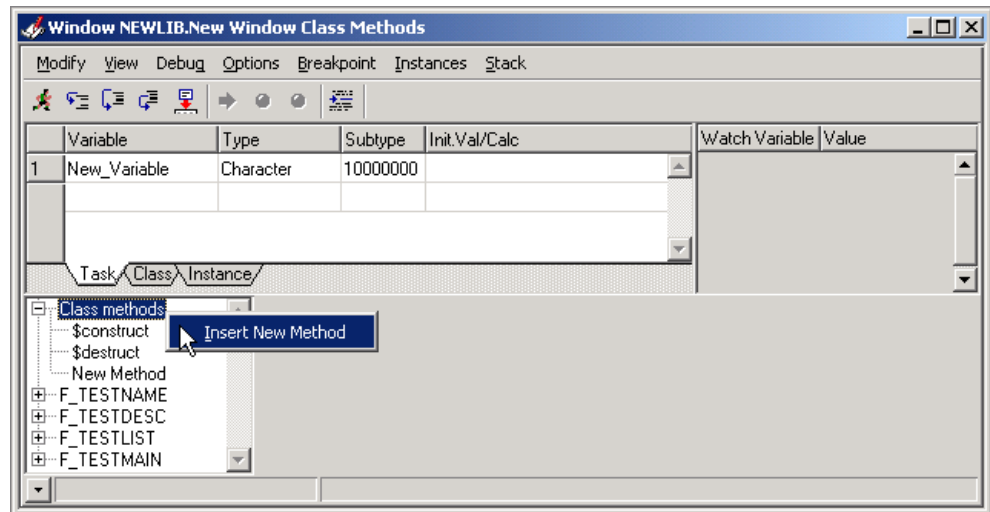 Window NEWLIB.New Window Class Methods
Modify View Debug Options Breakpoint Instances Stack
Variable Type Subtype Init.Val/Calc Watch Variable Value
1 New_Variable Character 10000000
Task Class Instance
Class methods
$construct Insert New Method
$destruct
New Method
F_TESTNAME
F_TESTDESC
F_TESTLIST
F_TESTMAIN